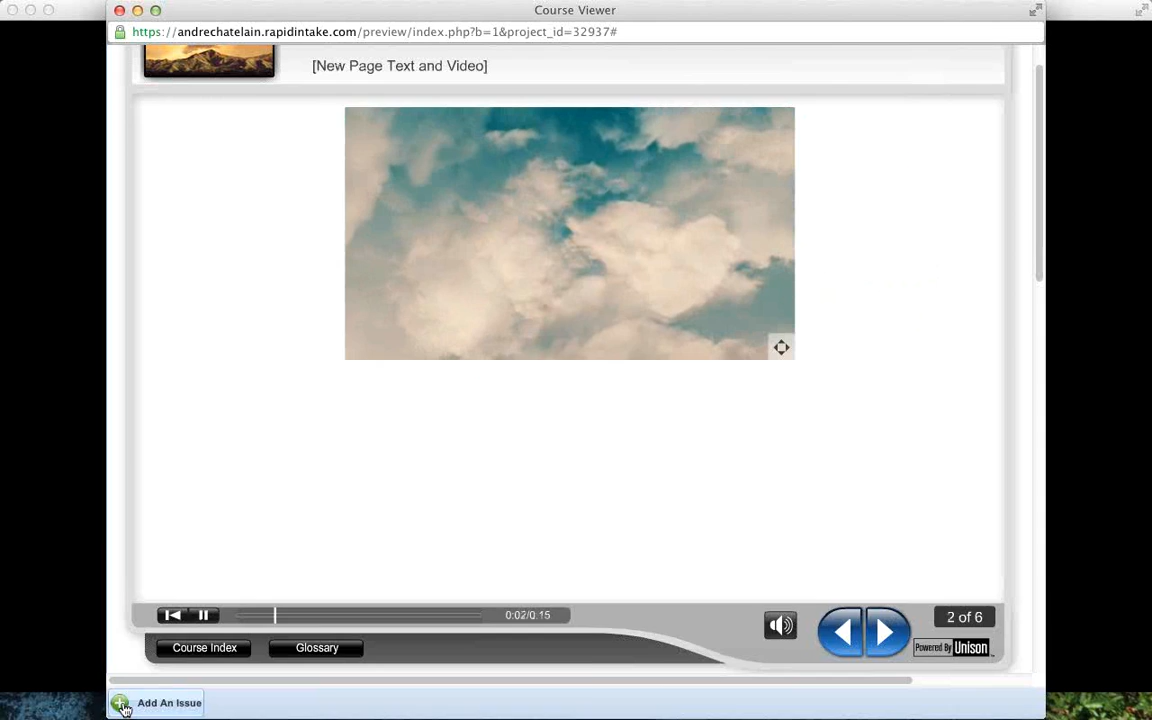 Course Viewer
https://andrechatelain.rapidintake.com/preview/index.php?b=1&project_id=32937#
[New Page Text and Video]
0:02/0:15
2 of 6
Course Index
Glossary
Powered By Unison
Add An Issue